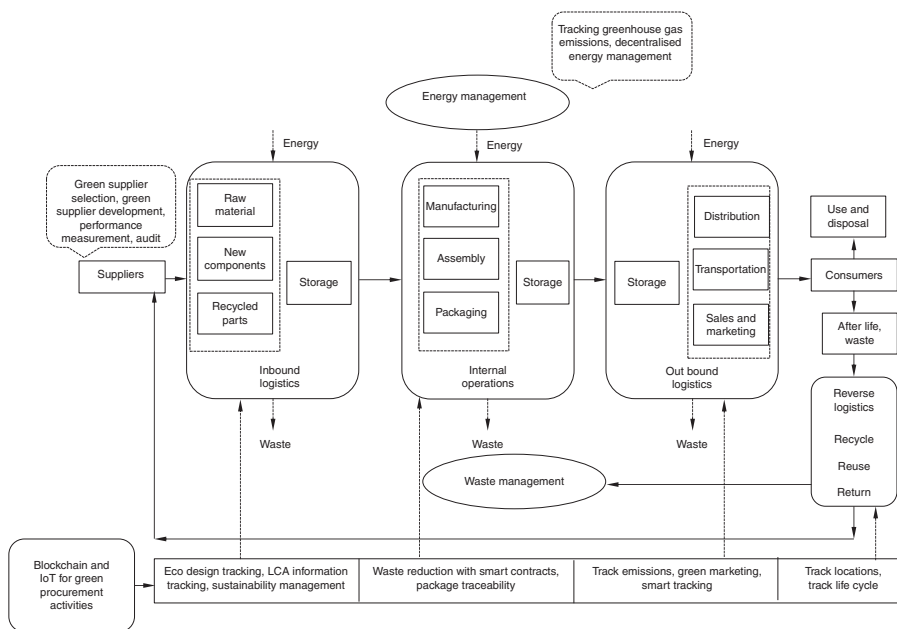 Tracking greenhouse gas
emissions, decentralised
energy management
Energy management
Energy
Energy
Energy
Green supplier
selection, green
supplier development,
performance
measurement, audit
Suppliers
Raw
material
New
components
Recycled
parts
Storage
Inbound
logistics
Manufacturing
Assembly
Packaging
Storage
Internal
operations
Storage
Distribution
Transportation
Sales and
marketing
Out bound
logistics
Use and
disposal
Consumers
After life,
waste
Reverse
logistics
Recycle
Reuse
Return
Waste
Waste
Waste
Waste management
Blockchain and
IoT for green
procurement
activities
Eco design tracking, LCA information
tracking, sustainability management
Waste reduction with smart contracts,
package traceability
Track emissions, green marketing,
smart tracking
Track locations,
track life cycle